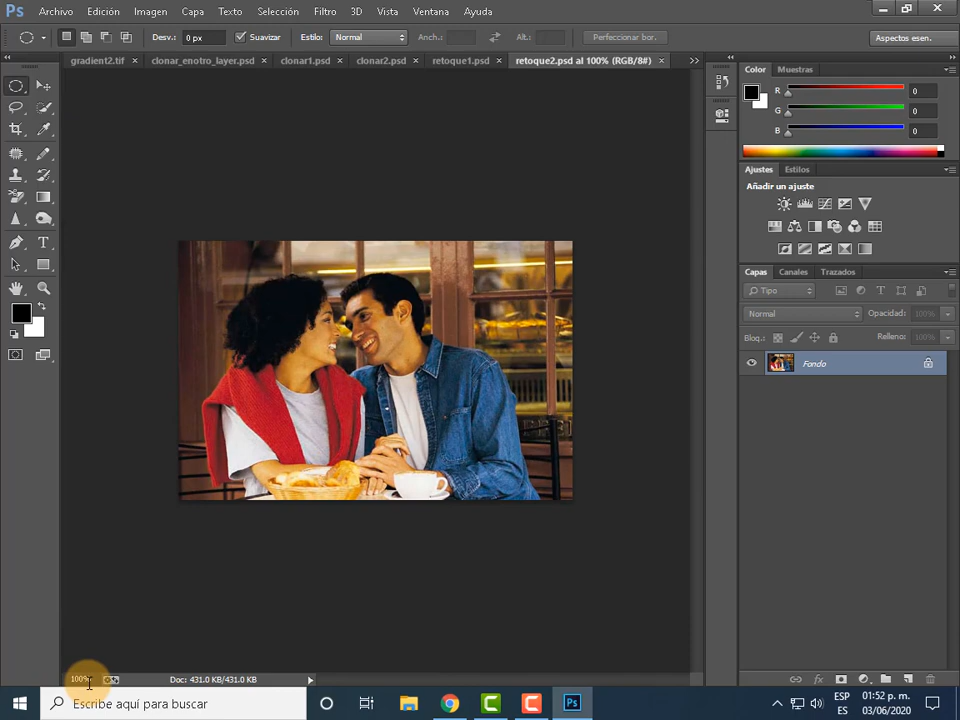 Ps Archivo Edición Imagen Capa Texto Selección Filtro 3D Vista Ventana Ayuda
Desv.: 0 px Suavizar Estilo: Normal Anch.: Alt.: Perfeccionar bor. Aspectos esen.
gradient2.tif × clonar_enotro_layer.psd × clonar1.psd × clonar2.psd × retoque1.psd × retoque2.psd al 100% (RGB/8#) ×
Color Muestras
R 0
G 0
B 0
Ajustes Estilos
Añadir un ajuste
Capas Canales Trazados
Tipo
Normal Opacidad: 100%
Bloq.: Relleno: 100%
Fondo
100% Doc: 431.0 KB/431.0 KB
Escribe aquí para buscar
Ps
ESP
ES
01:52 p. m.
03/06/2020